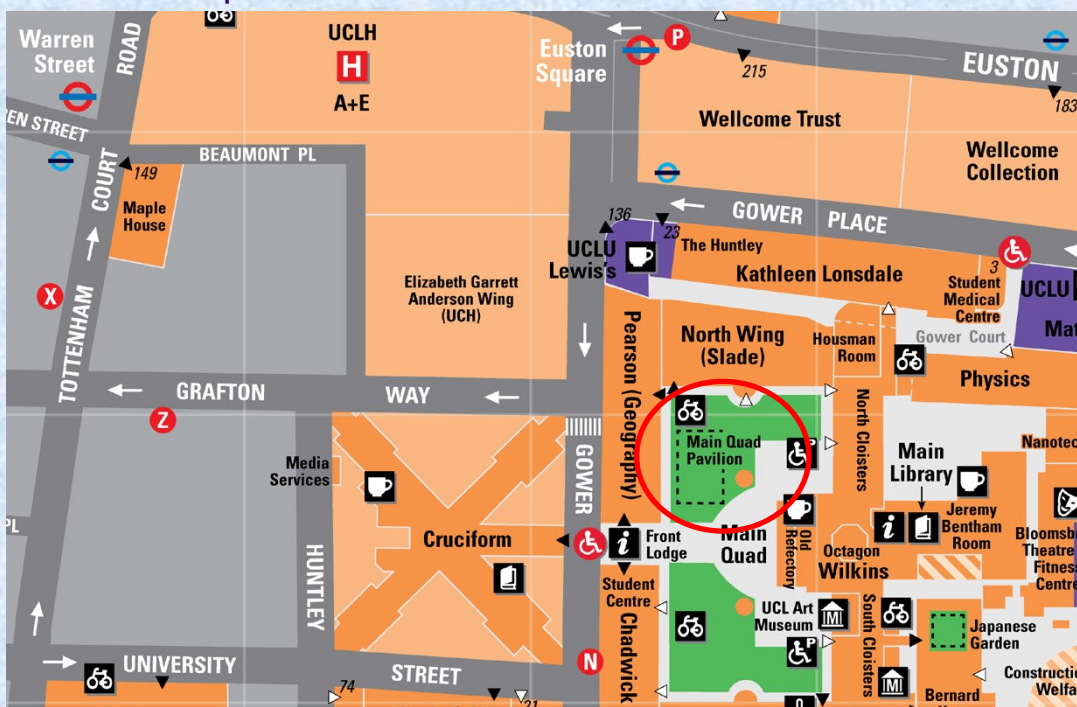 Warren
Street
ROAD
UCLH
H
A+E
Euston
Square
P
215
EUSTON
183
Wellcome Trust
Wellcome
Collection
EN STREET
BEAUMONT PL
149
COURT
Maple
House
136
23
GOWER PLACE
UCLU
Lewis's
The Huntley
Kathleen Lonsdale
3
Student
Medical
Centre
UCLU
Mat
Elizabeth Garrett
Anderson Wing
(UCH)
X
TOTTENHAM
Pearson (Geography)
North Wing
(Slade)
Housman
Room
Gower Court
Physics
GRAFTON WAY
Z
Main Quad
Pavilion
P
North Cloisters
Main
Library
Nanotec
Media
Services
GOWER
Cruciform
i
Front
Lodge
Main
Quad
Old
Refectory
Octagon
Wilkins
i
Jeremy
Bentham
Room
Bloomsb
Theatre
Fitness
Centre
PL
HUNTLEY
Student
Centre
Chadwick
UCL Art
Museum
P
South Cloisters
Japanese
Garden
UNIVERSITY STREET
N
74
21
Constructio
Welfa
Bernard